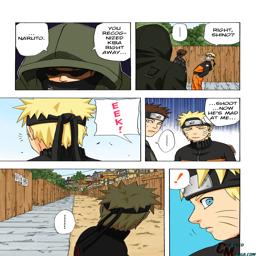 RIGHT,
SHINO?
YOU
RECOG-
NIZED
KIBA
RIGHT
AWAY...
...
NARUTO.
...SHOOT
...NOW
HE'S MAD
AT ME...
EEK!
..........
!